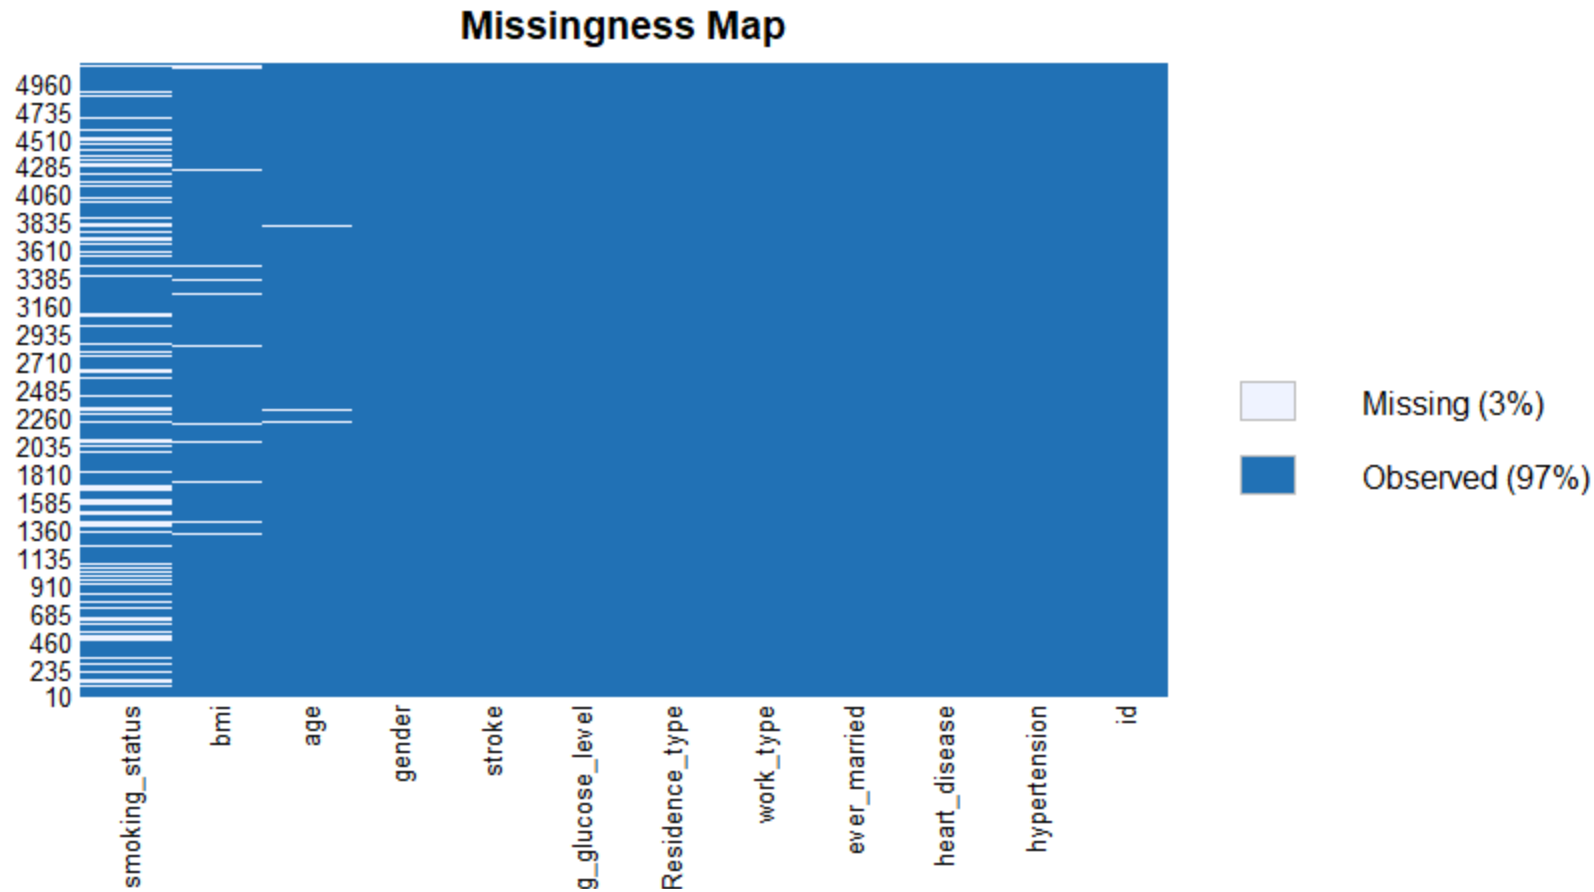 Missingness Map
4960
4735
4510
4285
4060
3835
3610
3385
3160
2935
2710
2485
2260
2035
1810
1585
1360
1135
910
685
460
235
10
Missing (3%)
Observed (97%)
smoking_status
bmi
age
gender
stroke
g_glucose_level
Residence_type
work_type
ever_married
heart_disease
hypertension
id